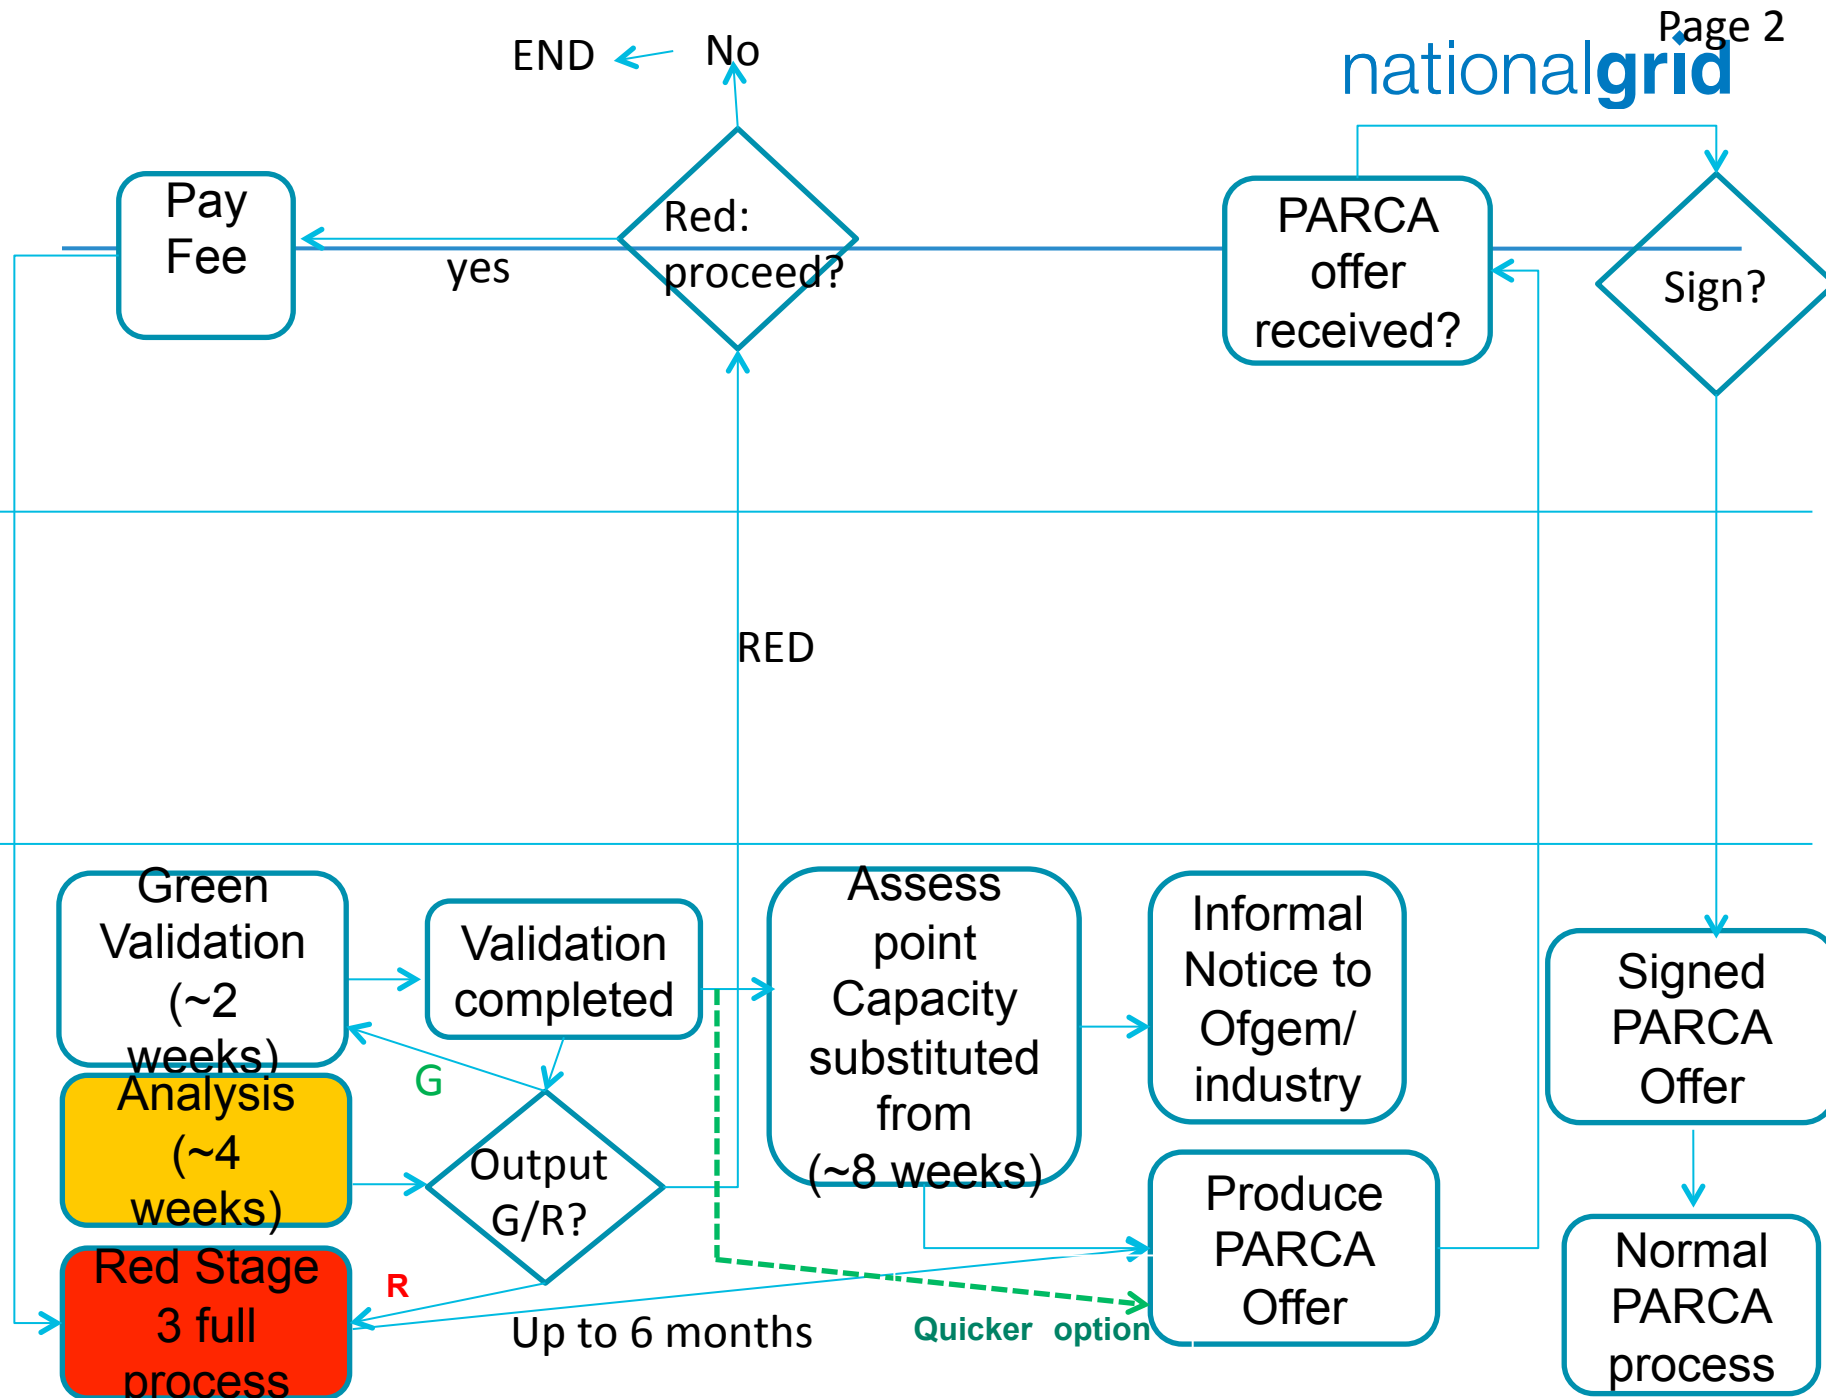 Page 2
nationalgrid
END
No
Pay
Fee
yes
Red:
proceed?
PARCA
offer
received?
Sign?
RED
Green
Validation
(~2
weeks)
Validation
completed
Assess
point
Capacity
substituted
from
(~8 weeks)
Informal
Notice to
Ofgem/
industry
Signed
PARCA
Offer
G
Analysis
(~4
weeks)
Output
G/R?
Produce
PARCA
Offer
Normal
PARCA
process
Red Stage
3 full
process
R
Up to 6 months
Quicker option